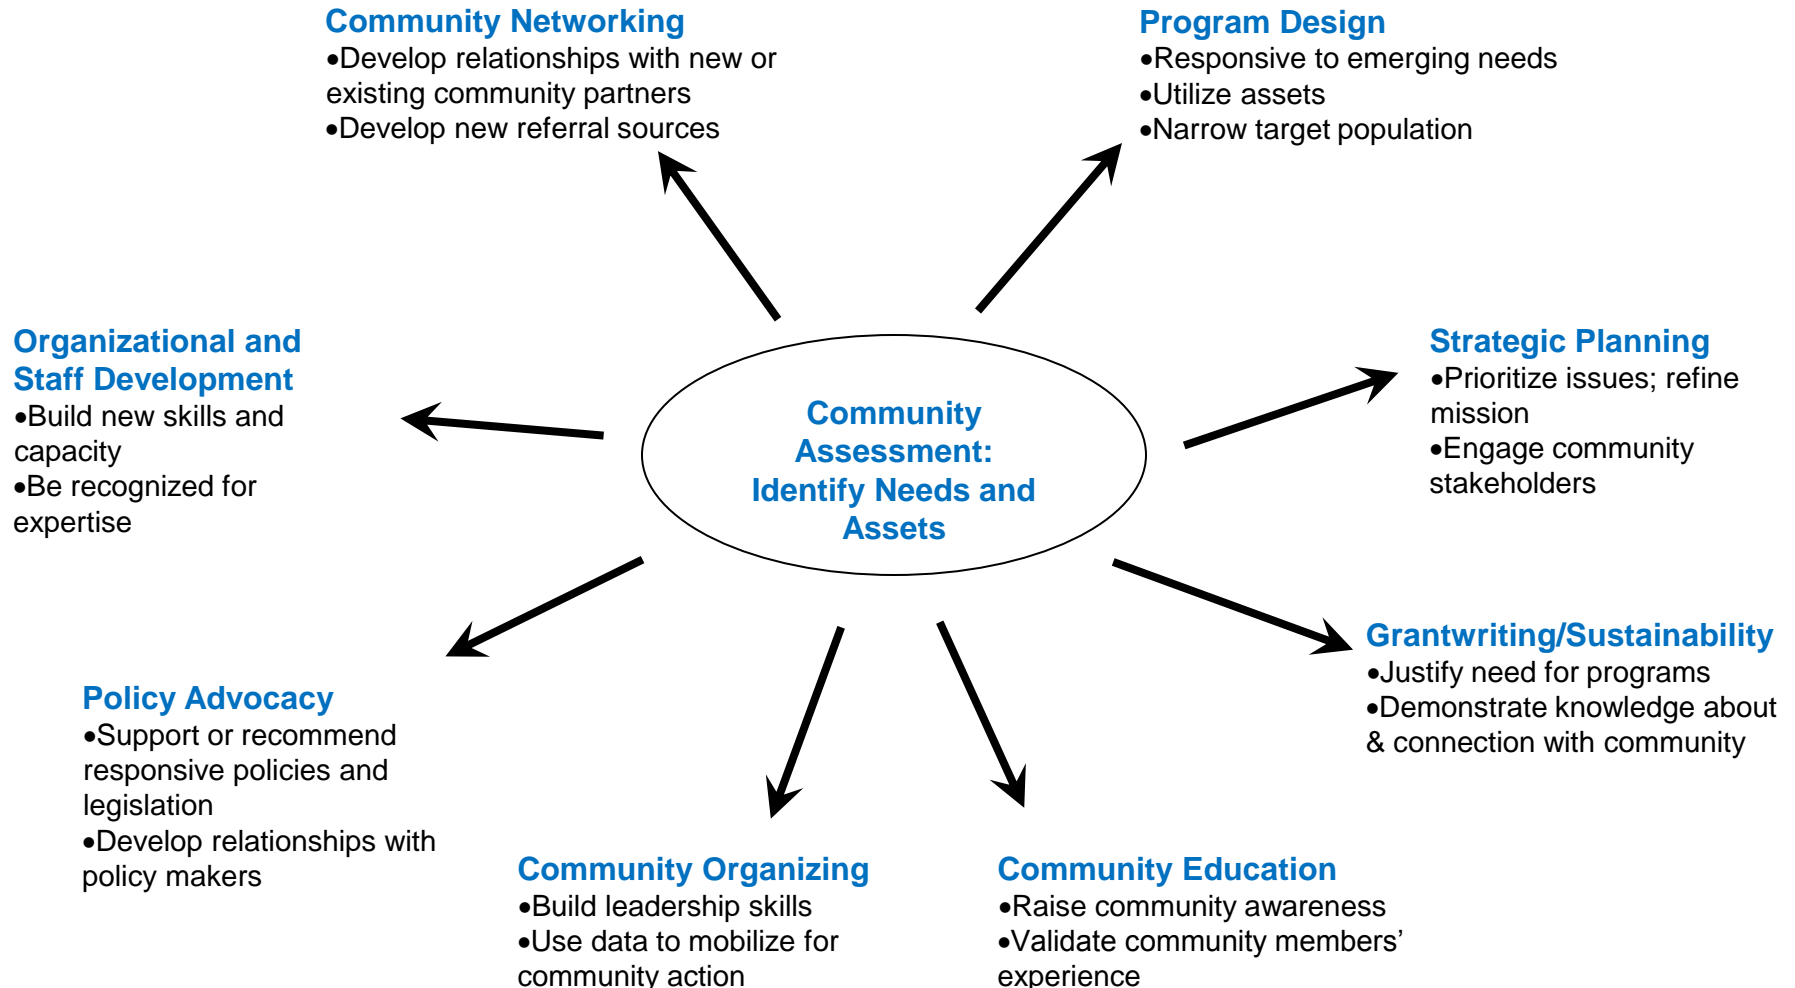 Community Networking
•Develop relationships with new or
existing community partners
•Develop new referral sources
Program Design
•Responsive to emerging needs
•Utilize assets
•Narrow target population
Organizational and
Staff Development
•Build new skills and
capacity
•Be recognized for
expertise
Community
Assessment:
Identify Needs and
Assets
Strategic Planning
•Prioritize issues; refine
mission
•Engage community
stakeholders
Grantwriting/Sustainability
•Justify need for programs
•Demonstrate knowledge about
& connection with community
Policy Advocacy
•Support or recommend
responsive policies and
legislation
•Develop relationships with
policy makers
Community Organizing
•Build leadership skills
•Use data to mobilize for
community action
Community Education
•Raise community awareness
•Validate community members’
experience